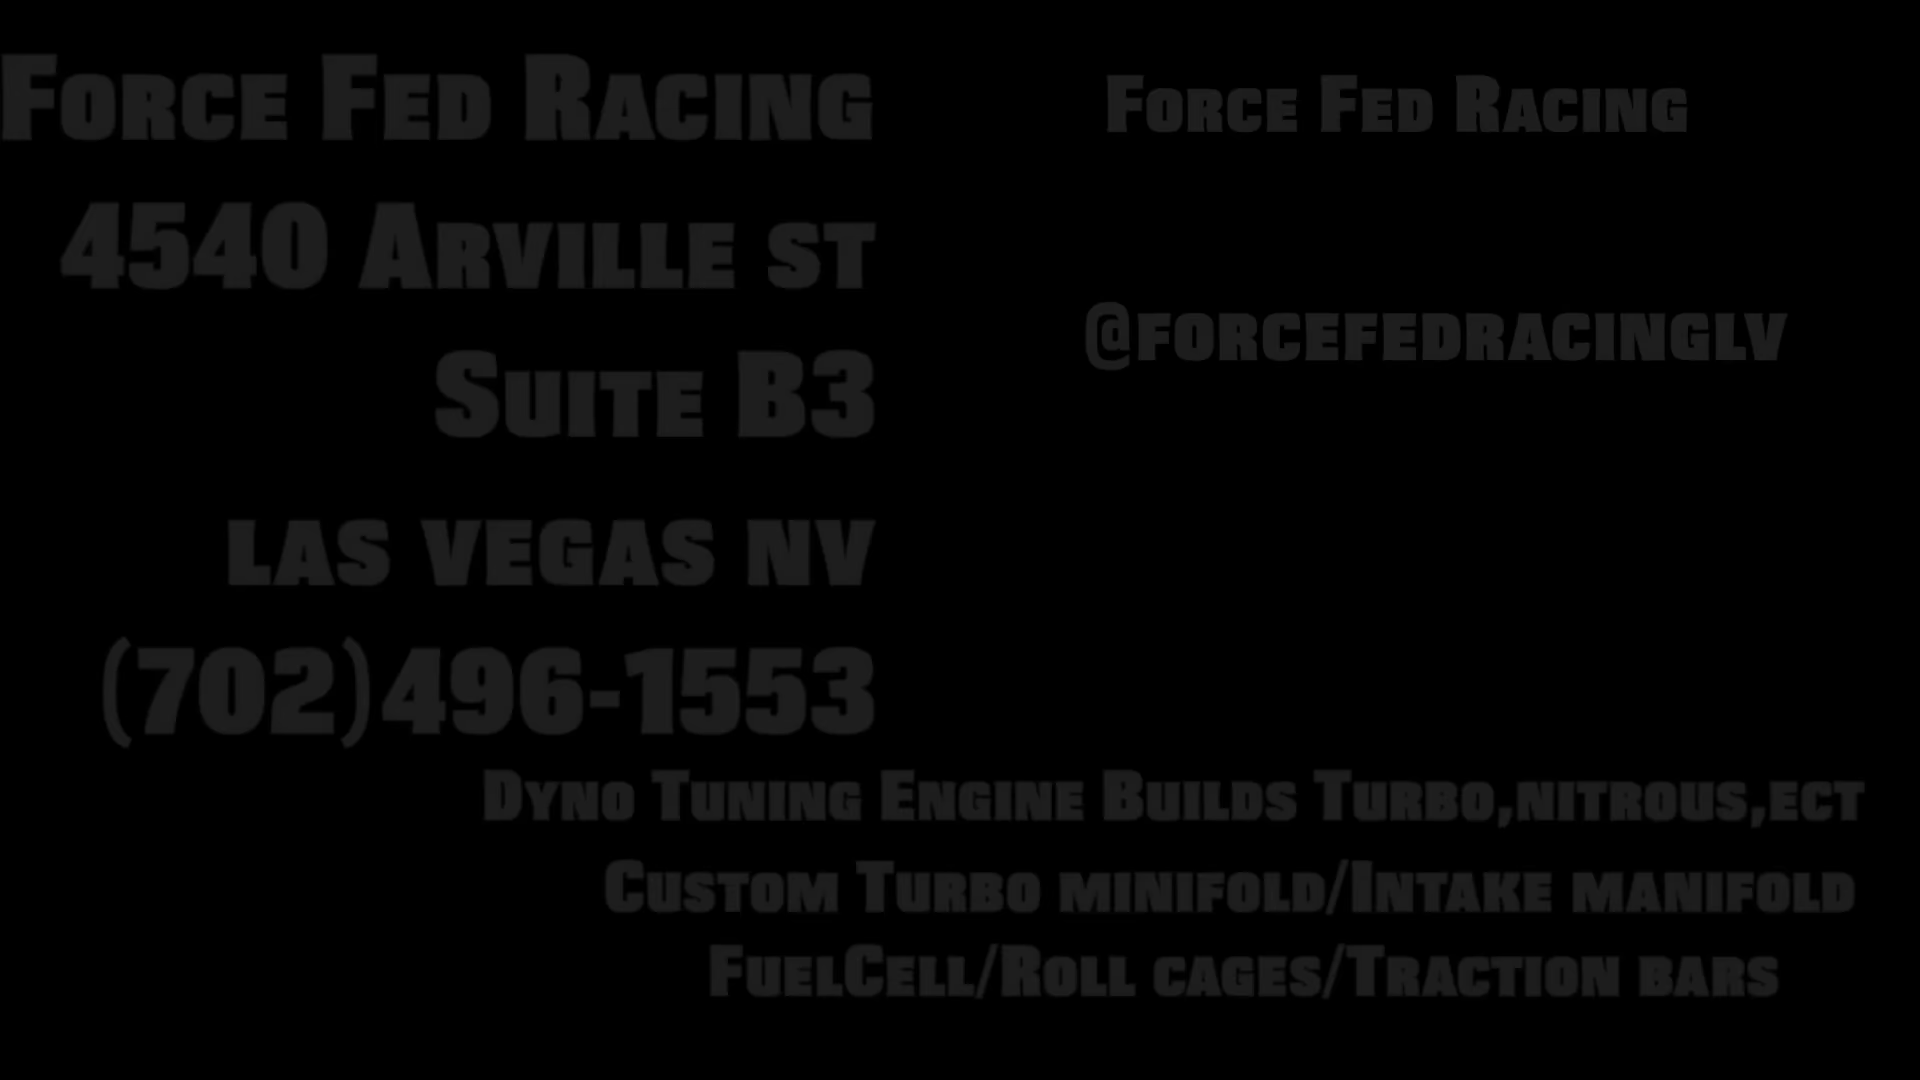 Force Fed Racing
4540 Arville st
Suite B3
las vegas nv
(702)496-1553
Force Fed Racing
@forcefedracinglv
Dyno Tuning Engine Builds Turbo,nitrous,ect
Custom Turbo minifold/Intake manifold
FuelCell/Roll cages/Traction bars